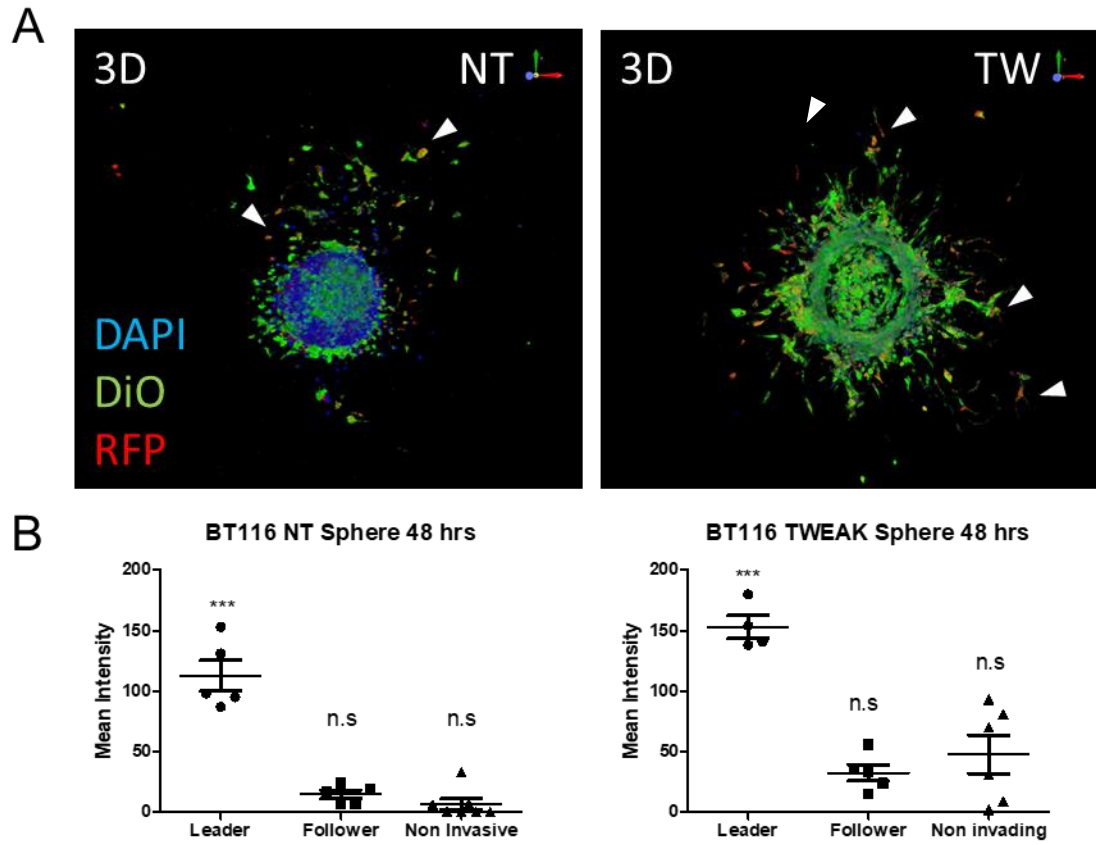 A
3D NT
3D TW
DAPI
DiO
RFP
B
BT116 NT Sphere 48 hrs
200
150
100
50
0
Mean Intensity
***
n.s
n.s
Leader Follower Non Invasive
BT116 TWEAK Sphere 48 hrs
200
150
100
50
0
Mean Intensity
***
n.s
n.s
Leader Follower Non invading